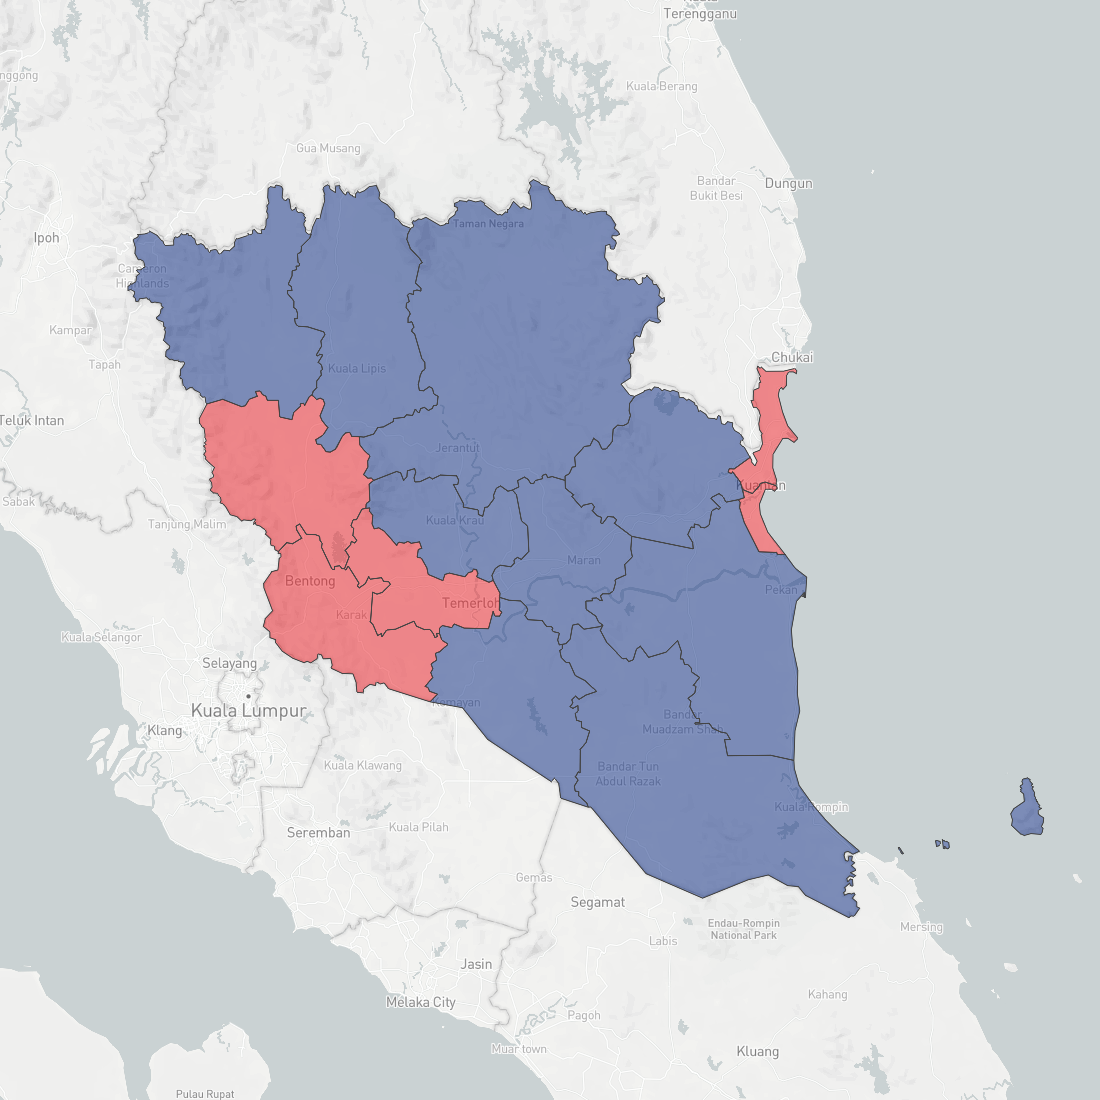 Terengganu
nggong
Kuala Berang
Gua Musang
Bandar
Bukit Besi
Dungun
Taman Negara
Ipoh
Cameron
Highlands
Kampar
Tapah
Chukai
Kuala Lipis
Teluk Intan
Jerantut
Kuantan
Sabak
Tanjung Malim
Kuala Krau
Maran
Bentong
Pekan
Temerloh
Karak
Kuala Selangor
Selayang
Kemayan
Kuala Lumpur
Bandar
Muadzam Shah
Klang
Kuala Klawang
Bandar Tun
Abdul Razak
Kuala Rompin
Seremban
Kuala Pilah
Gemas
Segamat
Endau-Rompin
National Park
Mersing
Labis
Jasin
Melaka City
Kahang
Pagoh
Muar town
Kluang
Pulau Rupat